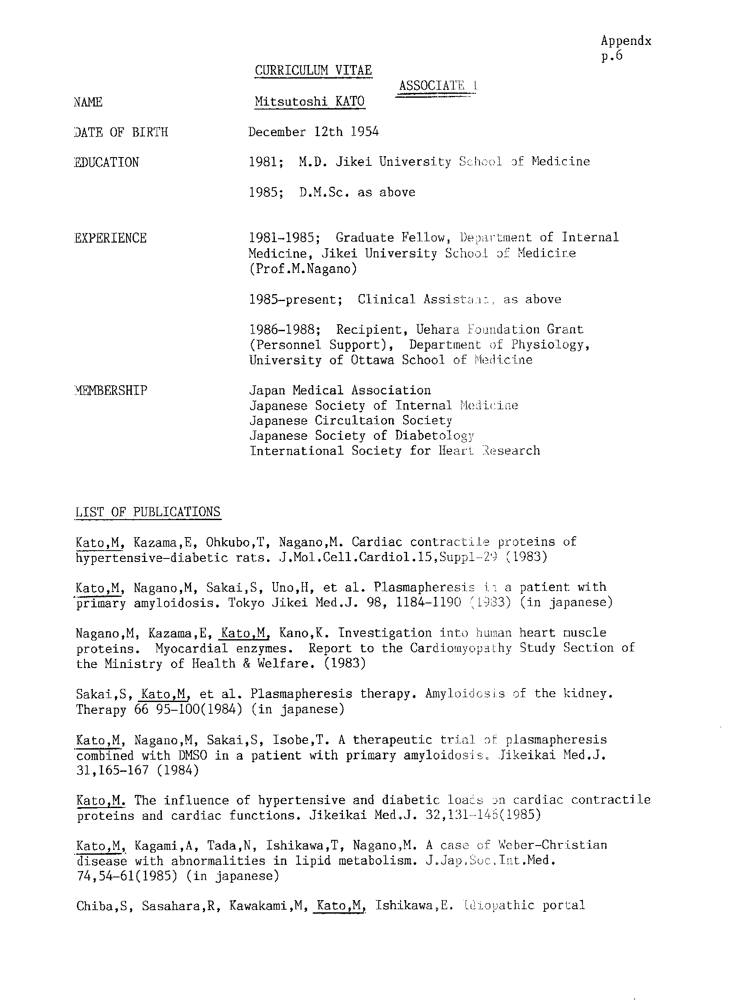 Appendx
p.6
CURRICULUM VITAE
ASSOCIATE 1
NAME Mitsutoshi KATO
DATE OF BIRTH December 12th 1954
EDUCATION 1981; M.D. Jikei University School of Medicine
1985; D.M.Sc. as above
EXPERIENCE 1981-1985; Graduate Fellow, Department of Internal
Medicine, Jikei University School of Medicine
(Prof.M.Nagano)
1985-present; Clinical Assistant, as above
1986-1988; Recipient, Uehara Foundation Grant
(Personnel Support), Department of Physiology,
University of Ottawa School of Medicine
MEMBERSHIP Japan Medical Association
Japanese Society of Internal Medicine
Japanese Circultaion Society
Japanese Society of Diabetology
International Society for Heart Research
LIST OF PUBLICATIONS
Kato,M, Kazama,E, Ohkubo,T, Nagano,M. Cardiac contractile proteins of
hypertensive-diabetic rats. J.Mol.Cell.Cardiol.15,Suppl-29 (1983)
Kato,M, Nagano,M, Sakai,S, Uno,H, et al. Plasmapheresis in a patient with
primary amyloidosis. Tokyo Jikei Med.J. 98, 1184-1190 (1983) (in japanese)
Nagano,M, Kazama,E, Kato,M, Kano,K. Investigation into human heart muscle
proteins. Myocardial enzymes. Report to the Cardiomyopathy Study Section of
the Ministry of Health & Welfare. (1983)
Sakai,S, Kato,M, et al. Plasmapheresis therapy. Amyloidosis of the kidney.
Therapy 66 95-100(1984) (in japanese)
Kato,M, Nagano,M, Sakai,S, Isobe,T. A therapeutic trial of plasmapheresis
combined with DMSO in a patient with primary amyloidosis. Jikeikai Med.J.
31,165-167 (1984)
Kato,M. The influence of hypertensive and diabetic loads on cardiac contractile
proteins and cardiac functions. Jikeikai Med.J. 32,131-146(1985)
Kato,M, Kagami,A, Tada,N, Ishikawa,T, Nagano,M. A case of Weber-Christian
disease with abnormalities in lipid metabolism. J.Jap.Soc.Int.Med.
74,54-61(1985) (in japanese)
Chiba,S, Sasahara,R, Kawakami,M, Kato,M, Ishikawa,E. Idiopathic portal